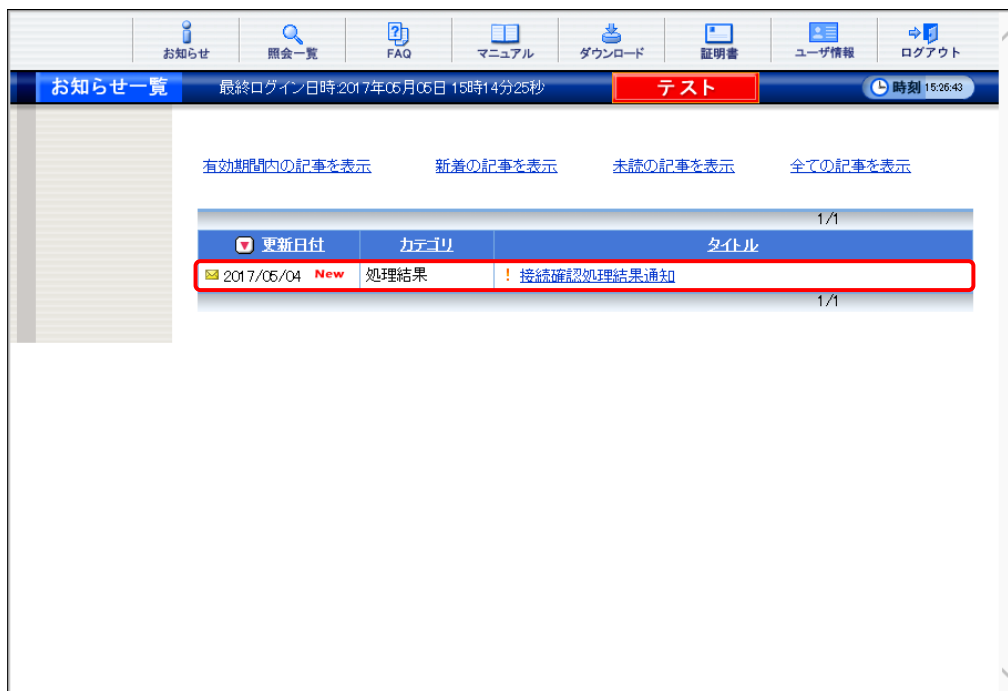 お知らせ 照会一覧 FAQ マニュアル ダウンロード 証明書 ユーザ情報 ログアウト
お知らせ一覧 最終ログイン日時:2017年05月05日 15時14分25秒 テスト 時刻 15:26:43
有効期間内の記事を表示 新着の記事を表示 未読の記事を表示 全ての記事を表示
1/1
更新日付 カテゴリ タイトル
2017/05/04 New 処理結果 ! 接続確認処理結果通知
1/1